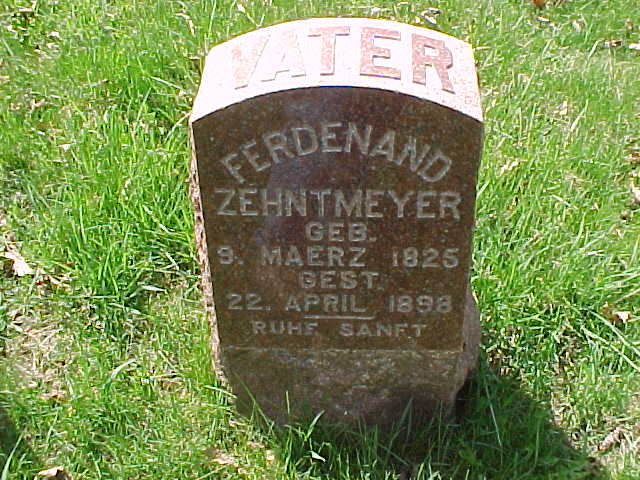 VATER
FERDENAND
ZEHNTMEYER
GEB.
9. MAERZ 1825
GEST.
22. APRIL 1898
RUHE SANFT